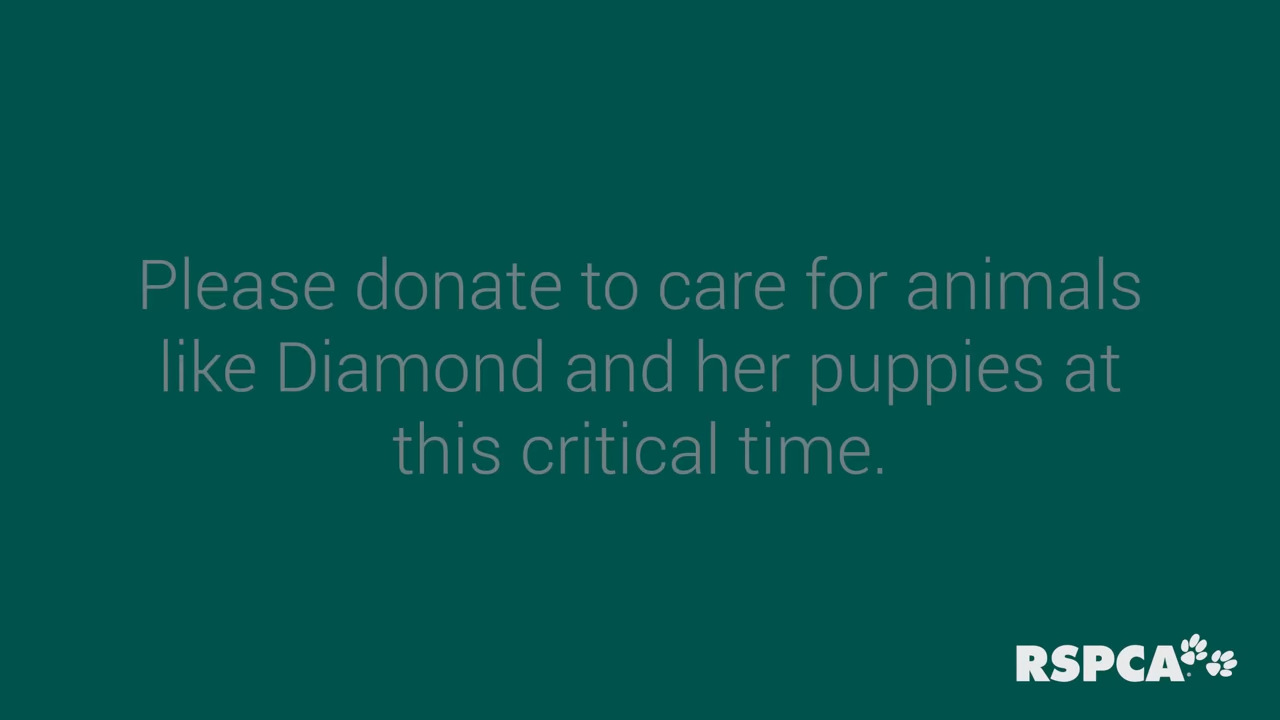 Please donate to care for animals
like Diamond and her puppies at
this critical time.
RSPCA